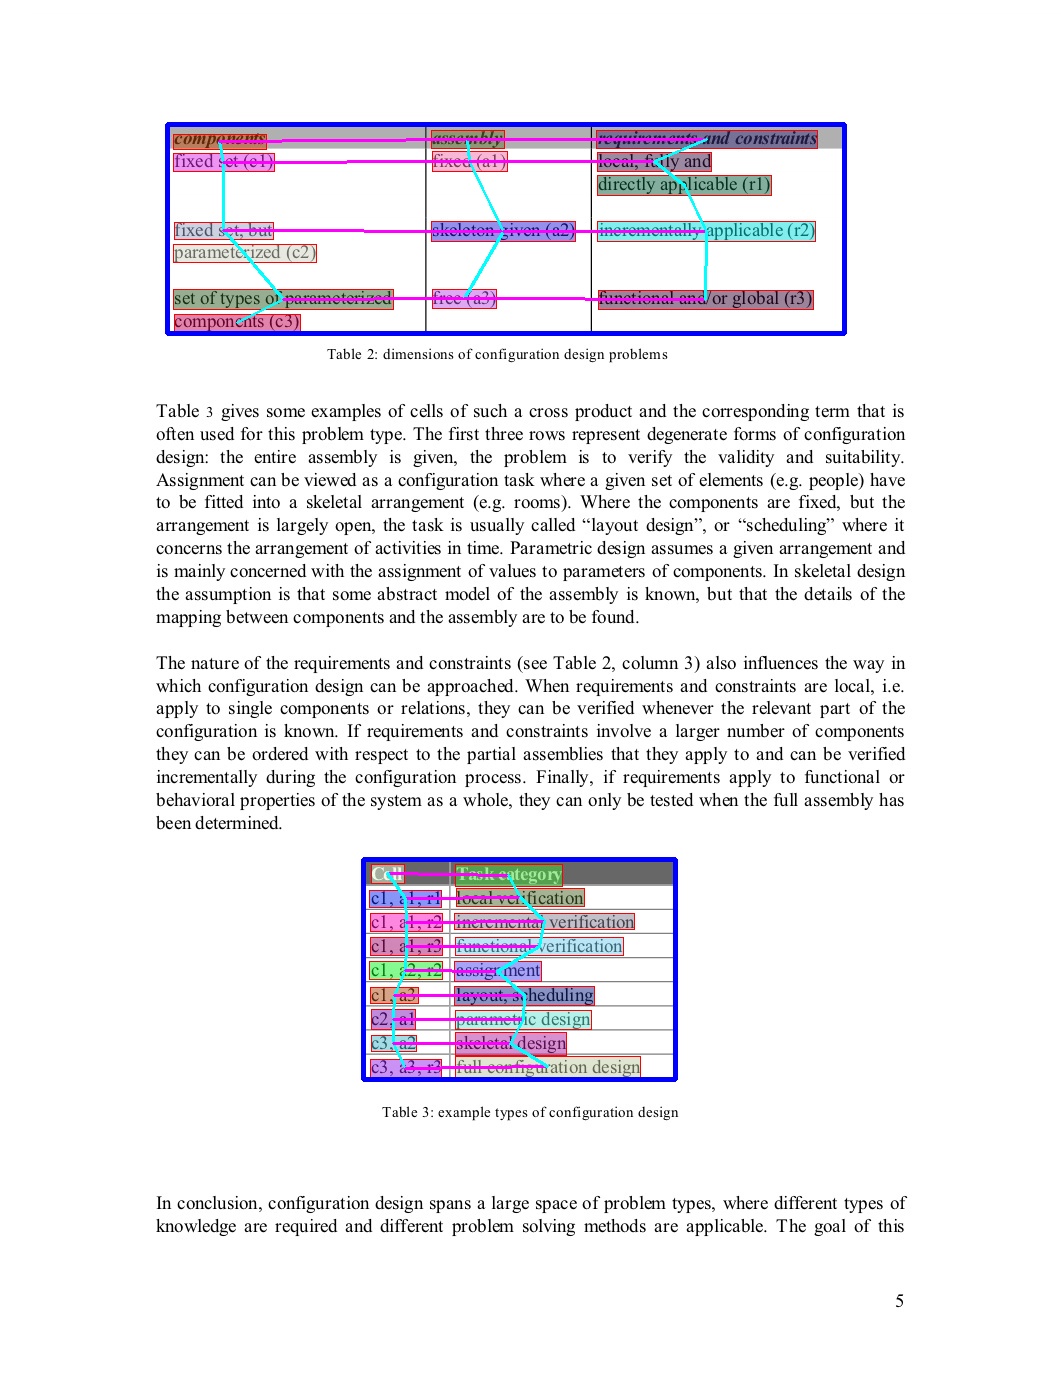 components assembly requirements and constraints
fixed set (c1) fixed (a1) local, fully and
directly applicable (r1)
fixed set, but skeleton given (a2) incrementally applicable (r2)
parameterized (c2)
set of types of parameterized free (a3) functional and/or global (r3)
components (c3)
Table 2: dimensions of configuration design problems
Table 3 gives some examples of cells of such a cross product and the corresponding term that is
often used for this problem type. The first three rows represent degenerate forms of configuration
design: the entire assembly is given, the problem is to verify the validity and suitability.
Assignment can be viewed as a configuration task where a given set of elements (e.g. people) have
to be fitted into a skeletal arrangement (e.g. rooms). Where the components are fixed, but the
arrangement is largely open, the task is usually called “layout design”, or “scheduling” where it
concerns the arrangement of activities in time. Parametric design assumes a given arrangement and
is mainly concerned with the assignment of values to parameters of components. In skeletal design
the assumption is that some abstract model of the assembly is known, but that the details of the
mapping between components and the assembly are to be found.
The nature of the requirements and constraints (see Table 2, column 3) also influences the way in
which configuration design can be approached. When requirements and constraints are local, i.e.
apply to single components or relations, they can be verified whenever the relevant part of the
configuration is known. If requirements and constraints involve a larger number of components
they can be ordered with respect to the partial assemblies that they apply to and can be verified
incrementally during the configuration process. Finally, if requirements apply to functional or
behavioral properties of the system as a whole, they can only be tested when the full assembly has
been determined.
Cell Task category
c1, a1, r1 local verification
c1, a1, r2 incremental verification
c1, a1, r3 functional verification
c1, a2, r2 assignment
c1, a3 layout, scheduling
c2, a1 parametric design
c3, a2 skeletal design
c3, a3, r3 full configuration design
Table 3: example types of configuration design
In conclusion, configuration design spans a large space of problem types, where different types of
knowledge are required and different problem solving methods are applicable. The goal of this
5